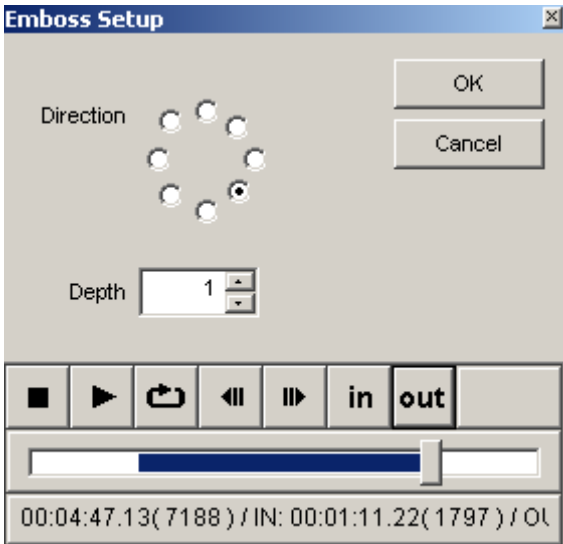 Emboss Setup
OK
Direction
Cancel
Depth 1
in out
00:04:47.13( 7188 ) / IN: 00:01:11.22( 1797 ) / OU